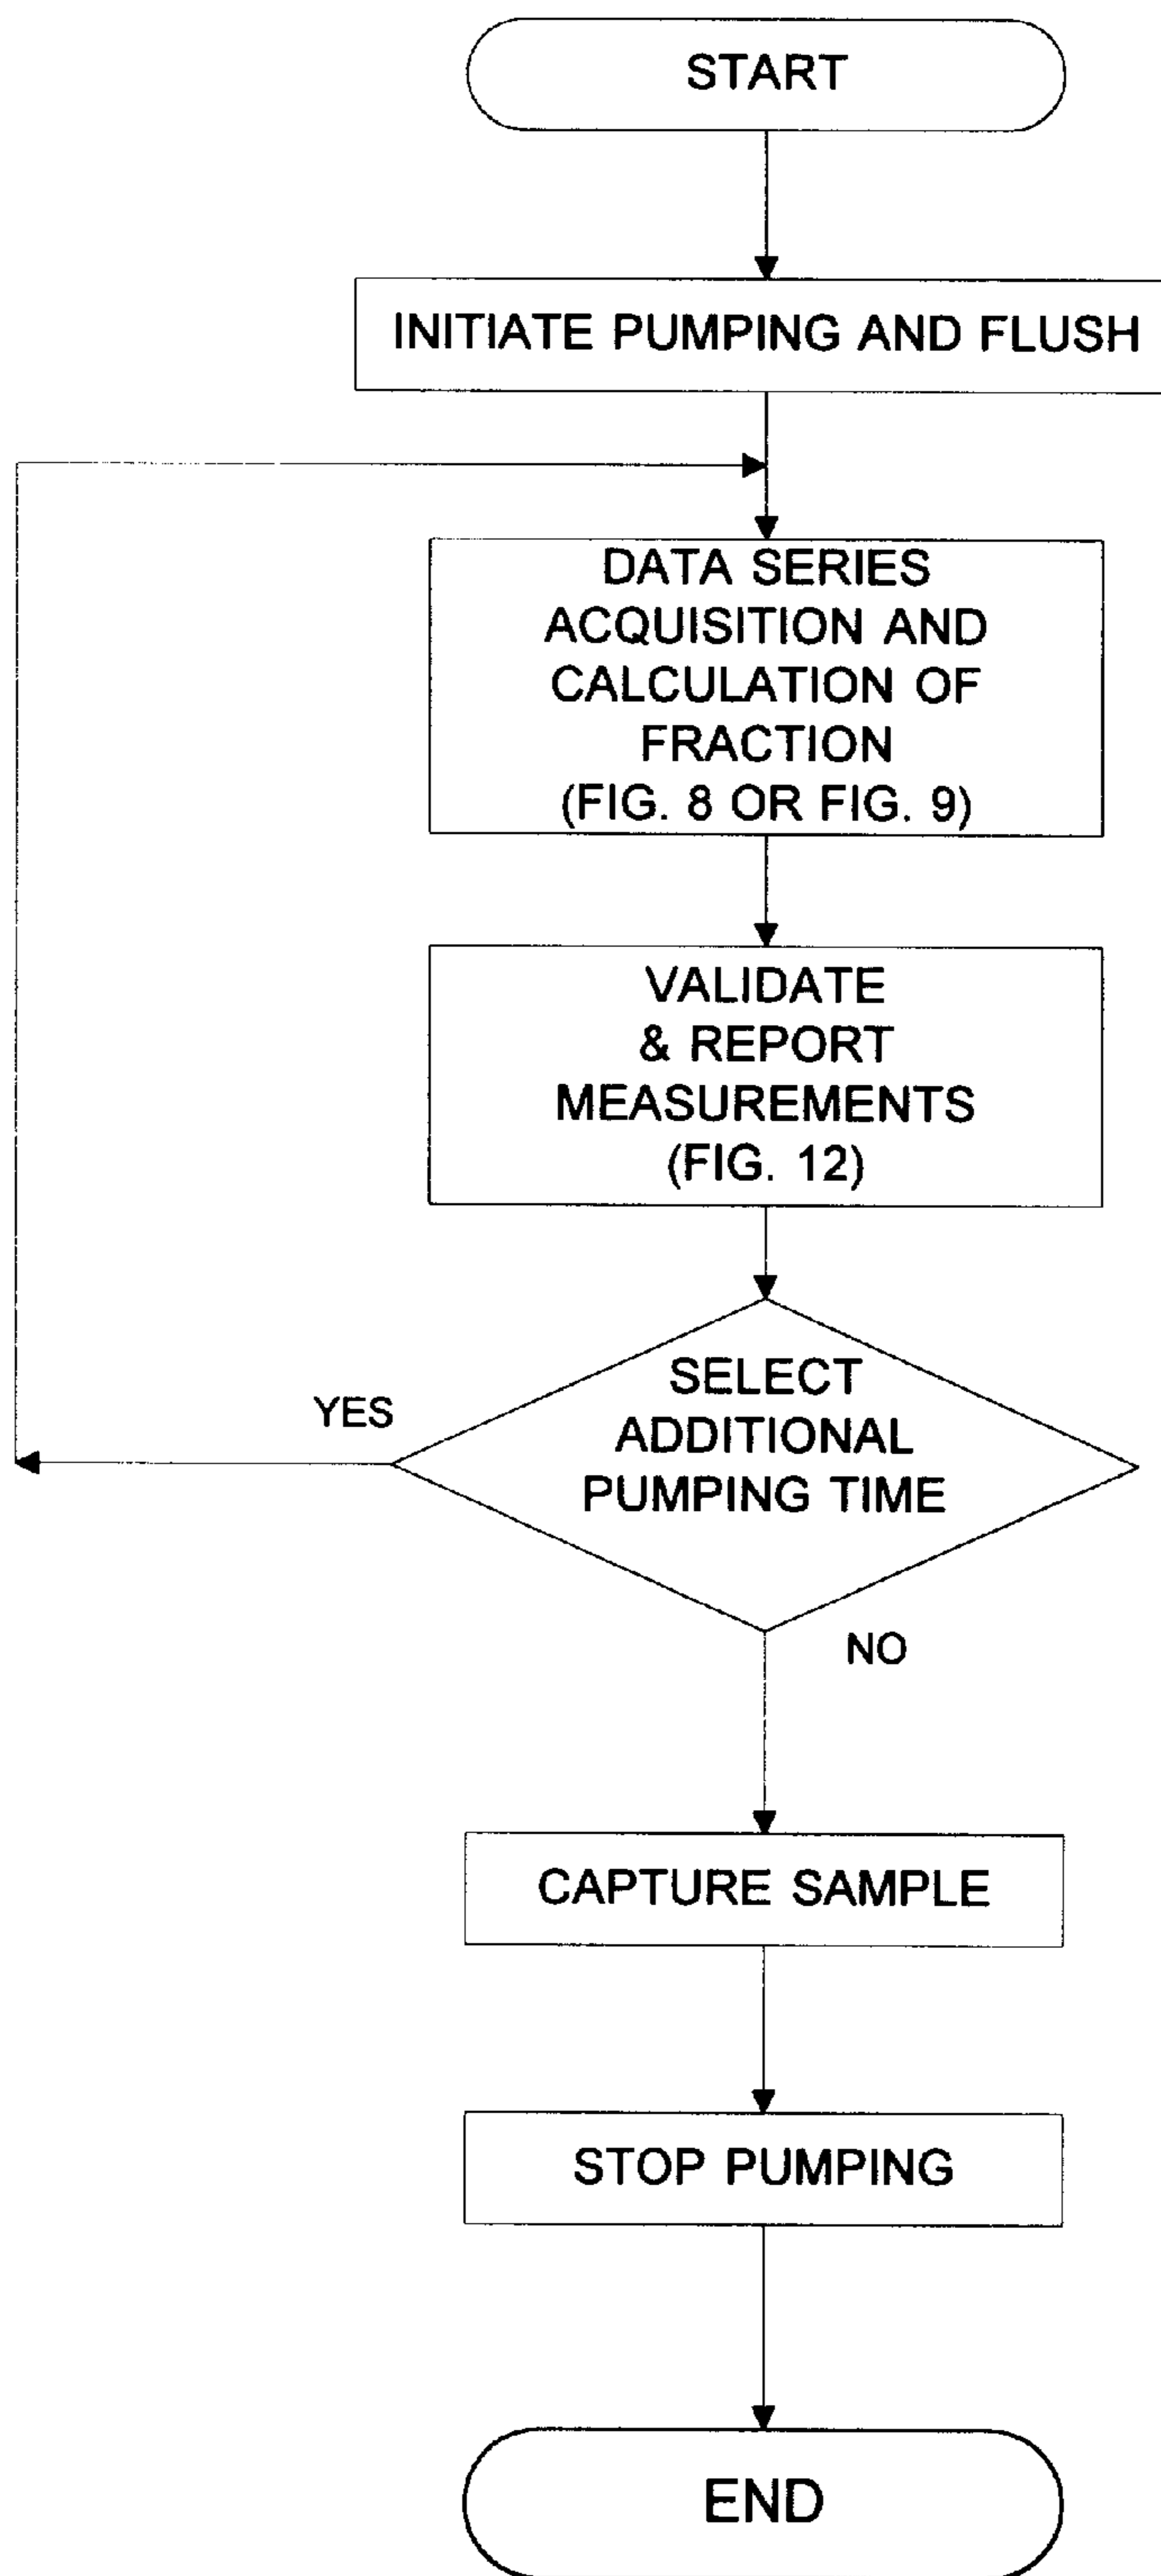 START
INITIATE PUMPING AND FLUSH
DATA SERIES
ACQUISITION AND
CALCULATION OF
FRACTION
(FIG. 8 OR FIG. 9)
VALIDATE
& REPORT
MEASUREMENTS
(FIG. 12)
SELECT
ADDITIONAL
PUMPING TIME
YES
NO
CAPTURE SAMPLE
STOP PUMPING
END